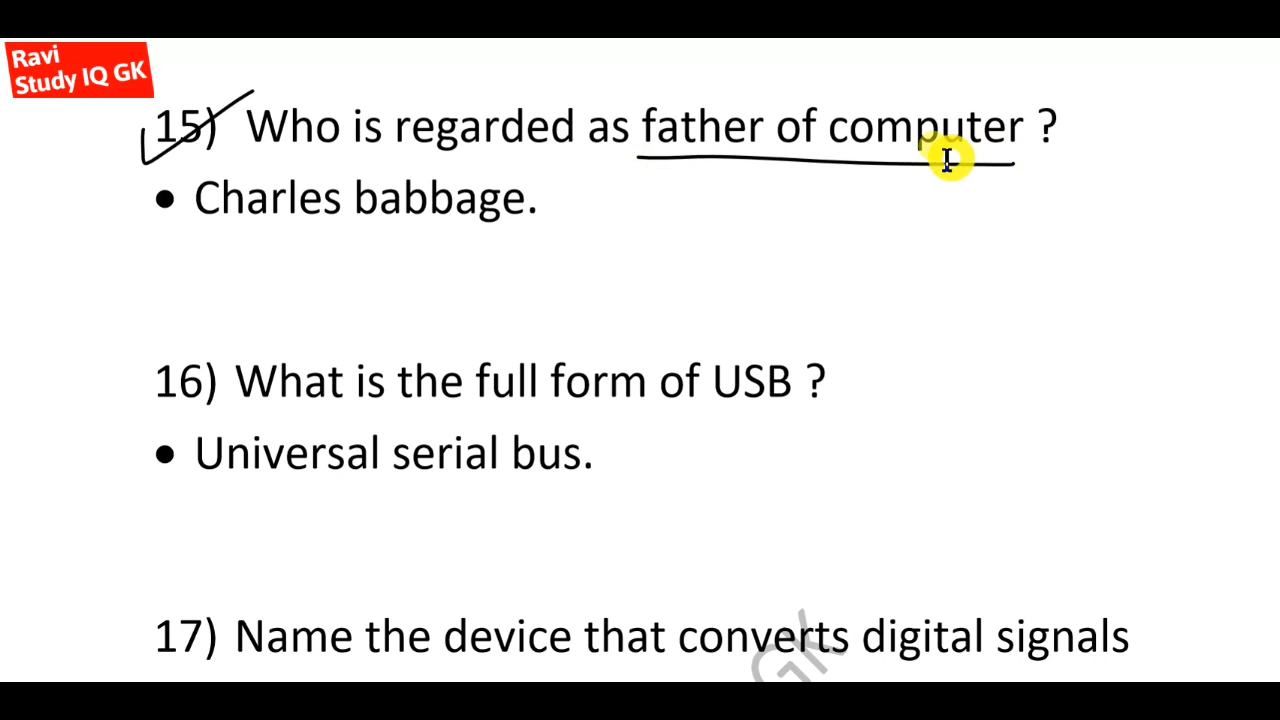 Ravi
Study IQ GK
15) Who is regarded as father of computer ?
• Charles babbage.
16) What is the full form of USB ?
• Universal serial bus.
17) Name the device that converts digital signals
GK